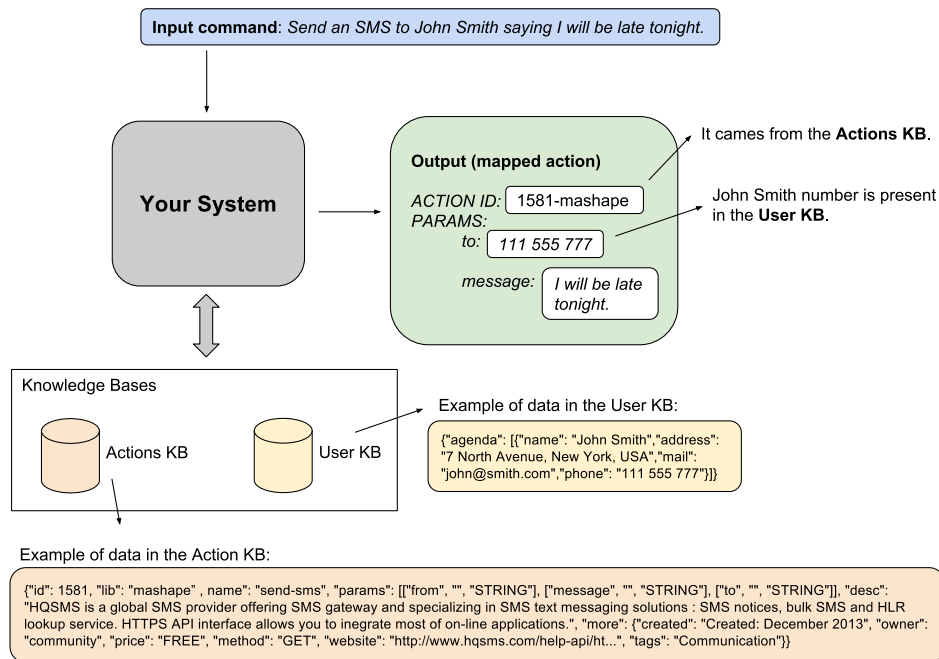 Input command: Send an SMS to John Smith saying I will be late tonight.
Your System
Output (mapped action)
ACTION ID: 1581-mashape
PARAMS:
to: 111 555 777
message: I will be late
tonight.
It cames from the Actions KB.
John Smith number is present
in the User KB.
Knowledge Bases
Actions KB
User KB
Example of data in the User KB:
{"agenda": [{"name": "John Smith","address":
"7 North Avenue, New York, USA","mail":
"john@smith.com","phone": "111 555 777"}]}
Example of data in the Action KB:
{"id": 1581, "lib": "mashape" , name": "send-sms", "params": [["from", "", "STRING"], ["message", "", "STRING"], ["to", "", "STRING"]], "desc":
"HQSMS is a global SMS provider offering SMS gateway and specializing in SMS text messaging solutions : SMS notices, bulk SMS and HLR
lookup service. HTTPS API interface allows you to inegrate most of on-line applications.", "more": {"created": "Created: December 2013", "owner":
"community", "price": "FREE", "method": "GET", "website": "http://www.hqsms.com/help-api/ht... ", "tags": "Communication"}}